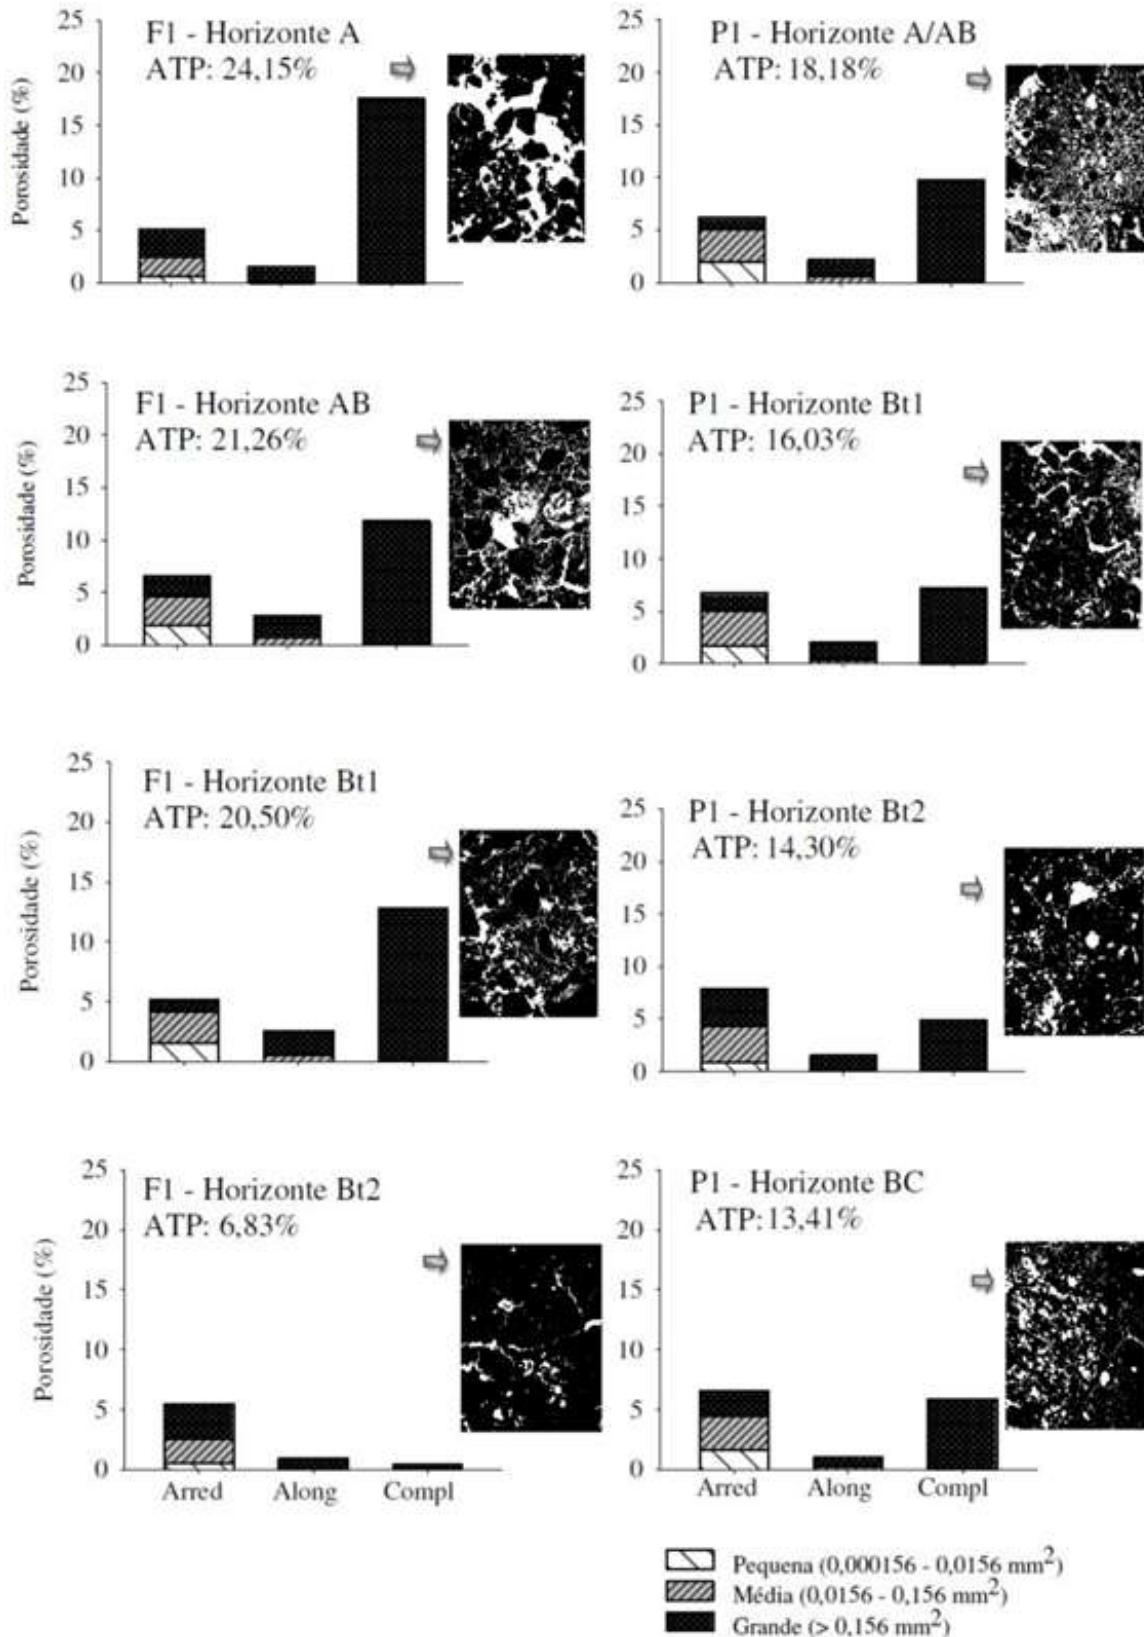 F1 - Horizonte A
ATP: 24,15%
Porosidade (%)
25
20
15
10
5
0
P1 - Horizonte A/AB
ATP: 18,18%
25
20
15
10
5
0
F1 - Horizonte AB
ATP: 21,26%
Porosidade (%)
25
20
15
10
5
0
P1 - Horizonte Bt1
ATP: 16,03%
25
20
15
10
5
0
F1 - Horizonte Bt1
ATP: 20,50%
Porosidade (%)
25
20
15
10
5
0
P1 - Horizonte Bt2
ATP: 14,30%
25
20
15
10
5
0
F1 - Horizonte Bt2
ATP: 6,83%
Porosidade (%)
25
20
15
10
5
0
Arred Along Compl
P1 - Horizonte BC
ATP:13,41%
25
20
15
10
5
0
Arred Along Compl
Pequena (0,000156 - 0,0156 mm²)
Média (0,0156 - 0,156 mm²)
Grande (> 0,156 mm²)